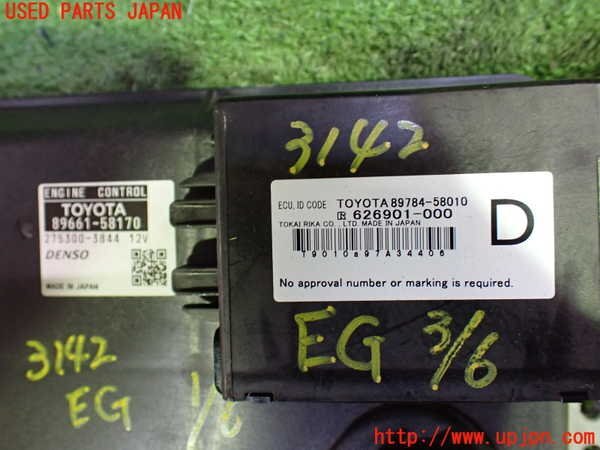 USED PARTS JAPAN
3142
ECU, ID CODE TOYOTA 89784-58010
R 626901-000
TOKAI RIKA CO., LTD. MADE IN JAPAN
T9010a97A34406
D
No approval number or marking is required.
ENGINE CONTROL
TOYOTA
89661-58170
275300-3844 12V
DENSO
MADE IN JAPAN
EG 3/6
3142
EG 1/6
http://www.upjpn.com/